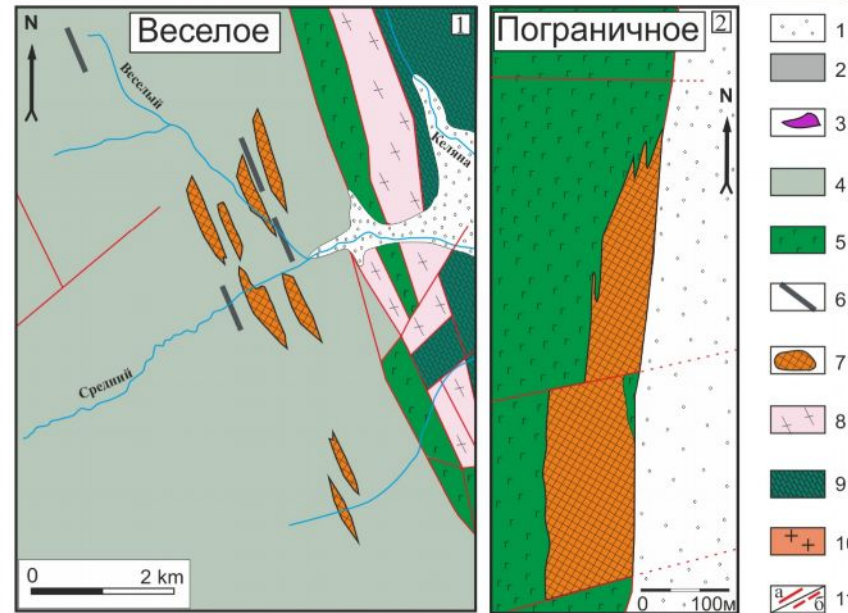 N
Веселое
1
Веселый
Келяна
Средний
0 2 km
Пограничное
2
N
0 100м
1
2
3
4
5
6
7
8
9
10
а б 11